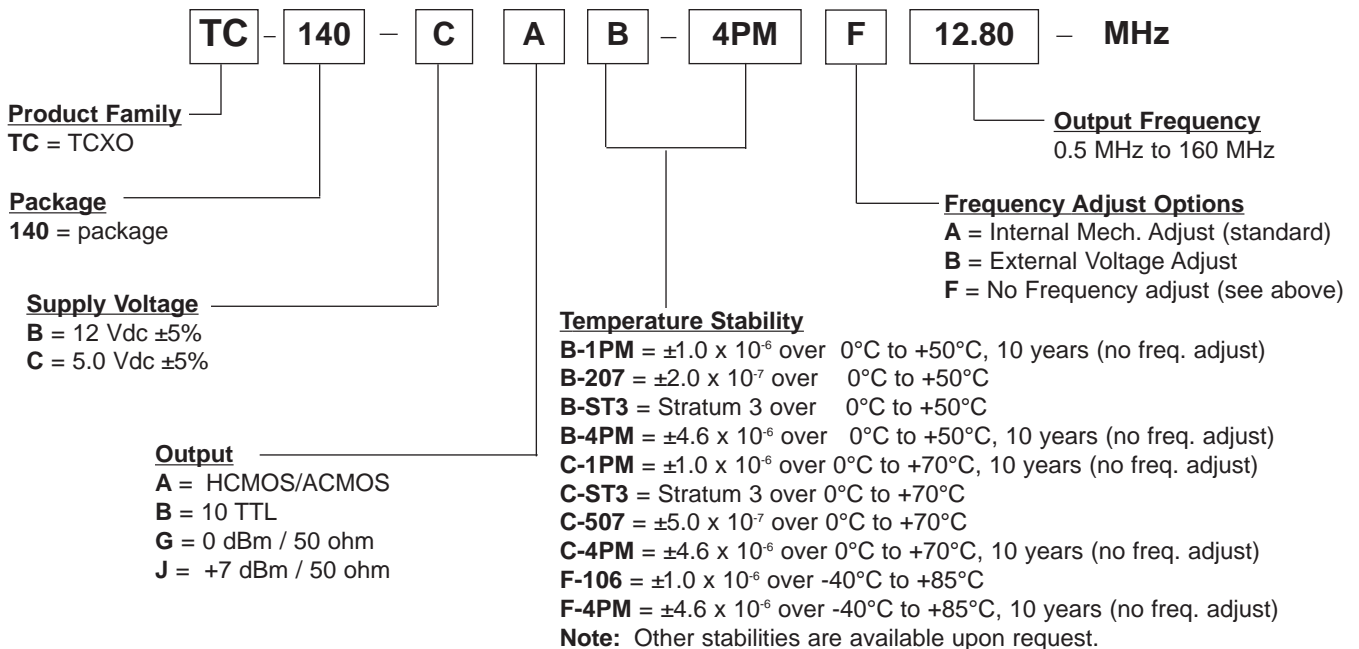 TC – 140 – C A B – 4PM F 12.80 – MHz
Product Family
TC = TCXO
Package
140 = package
Supply Voltage
B = 12 Vdc ±5%
C = 5.0 Vdc ±5%
Output
A = HCMOS/ACMOS
B = 10 TTL
G = 0 dBm / 50 ohm
J = +7 dBm / 50 ohm
Temperature Stability
B-1PM = ±1.0 x 10⁻⁶ over 0°C to +50°C, 10 years (no freq. adjust)
B-207 = ±2.0 x 10⁻⁷ over 0°C to +50°C
B-ST3 = Stratum 3 over 0°C to +50°C
B-4PM = ±4.6 x 10⁻⁶ over 0°C to +50°C, 10 years (no freq. adjust)
C-1PM = ±1.0 x 10⁻⁶ over 0°C to +70°C, 10 years (no freq. adjust)
C-ST3 = Stratum 3 over 0°C to +70°C
C-507 = ±5.0 x 10⁻⁷ over 0°C to +70°C
C-4PM = ±4.6 x 10⁻⁶ over 0°C to +70°C, 10 years (no freq. adjust)
F-106 = ±1.0 x 10⁻⁶ over -40°C to +85°C
F-4PM = ±4.6 x 10⁻⁶ over -40°C to +85°C, 10 years (no freq. adjust)
Note: Other stabilities are available upon request.
Frequency Adjust Options
A = Internal Mech. Adjust (standard)
B = External Voltage Adjust
F = No Frequency adjust (see above)
Output Frequency
0.5 MHz to 160 MHz